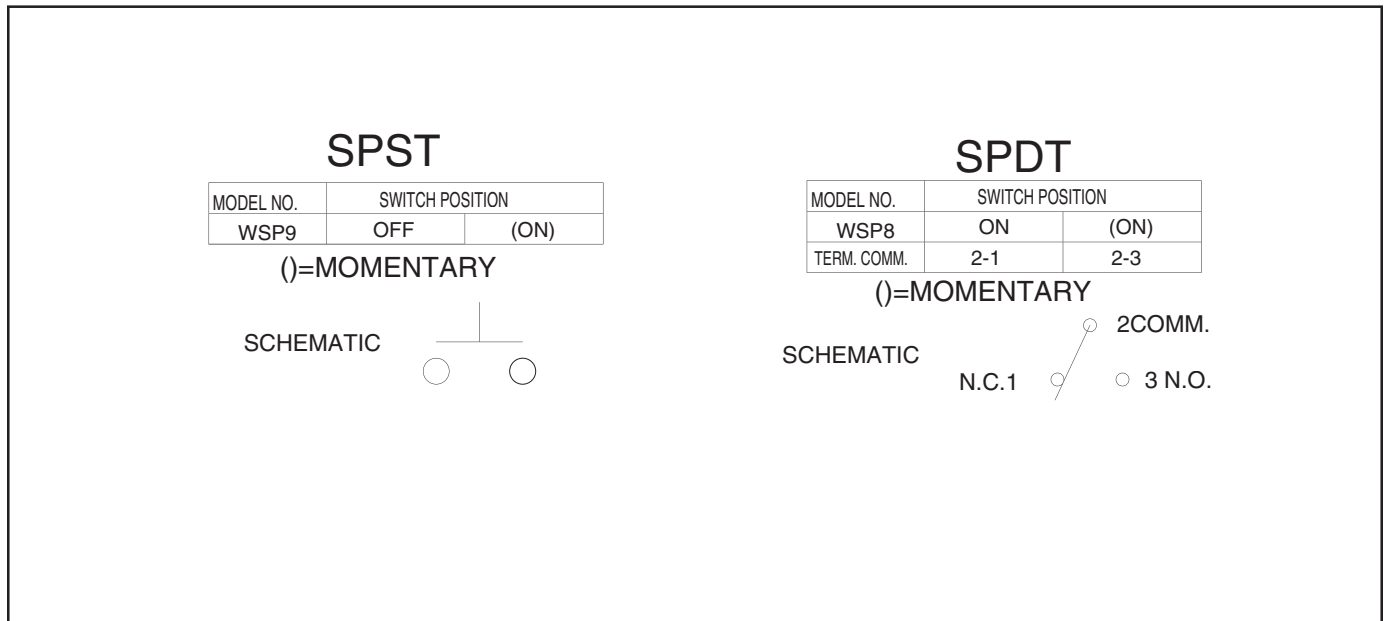 SPST
MODEL NO. SWITCH POSITION
WSP9 OFF (ON)
()=MOMENTARY
SCHEMATIC
SPDT
MODEL NO. SWITCH POSITION
WSP8 ON (ON)
TERM. COMM. 2-1 2-3
()=MOMENTARY
2COMM.
SCHEMATIC
N.C.1 3 N.O.